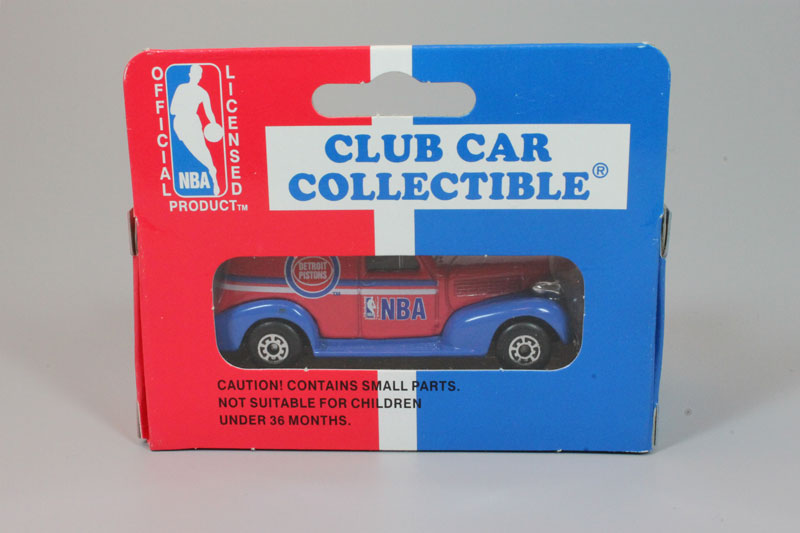 OFFICIAL
NBA
LICENSED
PRODUCT™
CLUB CAR
COLLECTIBLE®
DETROIT
PISTONS
TM
NBA
CAUTION! CONTAINS SMALL PARTS.
NOT SUITABLE FOR CHILDREN
UNDER 36 MONTHS.